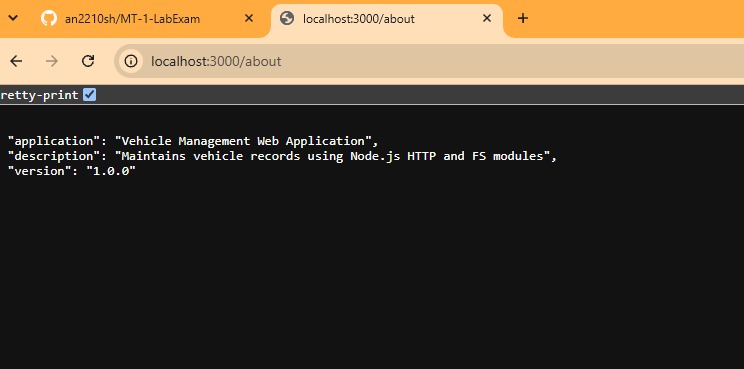 an2210sh/MT-1-LabExam
localhost:3000/about
localhost:3000/about
retty-print
"application": "Vehicle Management Web Application",
"description": "Maintains vehicle records using Node.js HTTP and FS modules",
"version": "1.0.0"